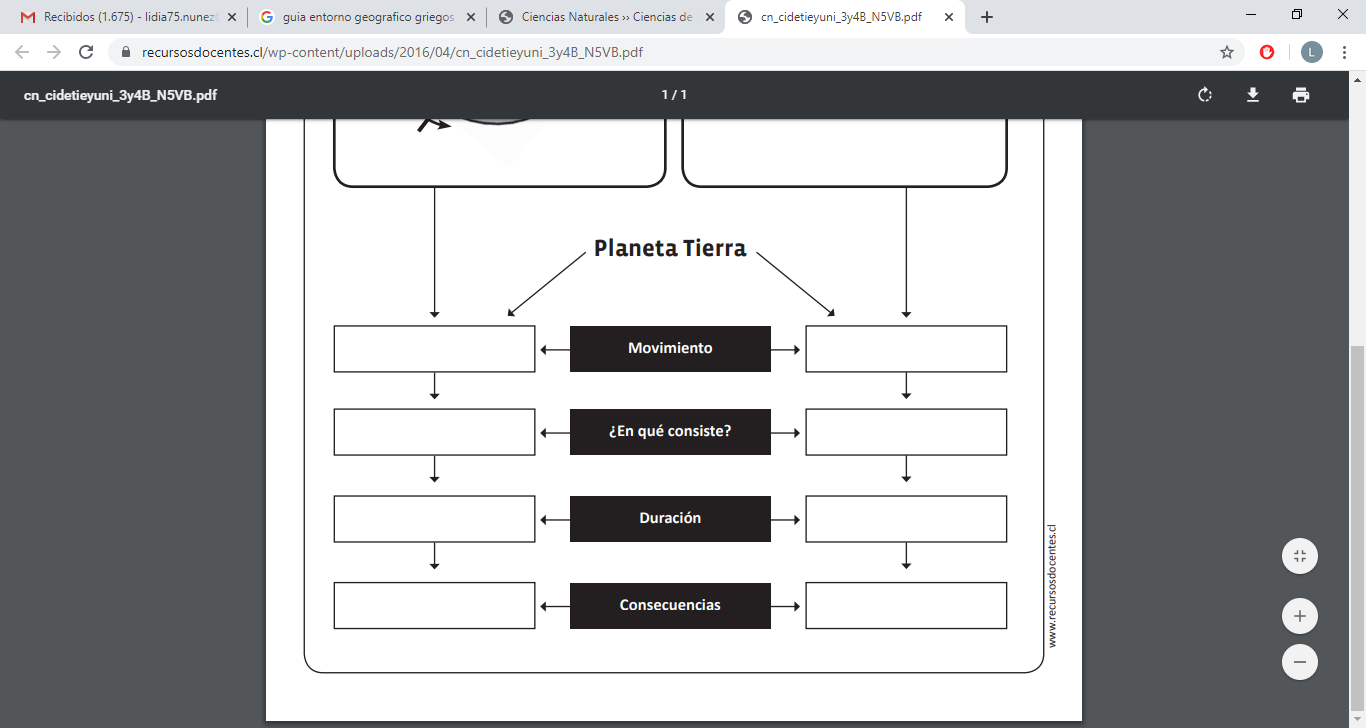 Recibidos (1.675) - lidia75.nunez
guia entorno geografico griegos
Ciencias Naturales ›› Ciencias de
cn_cidetieyuni_3y4B_N5VB.pdf
recursosdocentes.cl/wp-content/uploads/2016/04/cn_cidetieyuni_3y4B_N5VB.pdf
L
cn_cidetieyuni_3y4B_N5VB.pdf
1 / 1
Planeta Tierra
Movimiento
¿En qué consiste?
Duración
Consecuencias
www.recursosdocentes.cl